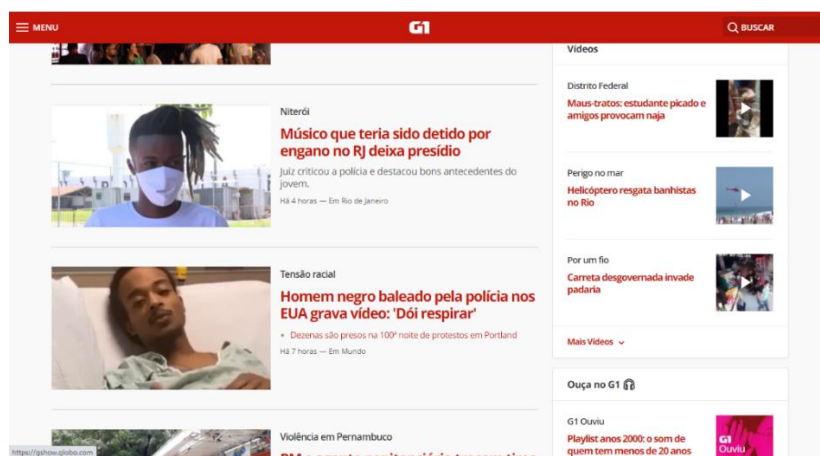 MENU
G1
BUSCAR
Niterói
Músico que teria sido detido por
engano no RJ deixa presídio
Juiz criticou a polícia e destacou bons antecedentes do
jovem.
Há 4 horas — Em Rio de Janeiro
Tensão racial
Homem negro baleado pela polícia nos
EUA grava vídeo: 'Dói respirar'
Dezenas são presos na 100ª noite de protestos em Portland
Há 7 horas — Em Mundo
Violência em Pernambuco
https://gshow.globo.com
Vídeos
Distrito Federal
Maus-tratos: estudante picado e
amigos provocam naja
Perigo no mar
Helicóptero resgata banhistas
no Rio
Por um fio
Carreta desgovernada invade
padaria
Mais Vídeos
Ouça no G1
G1 Ouviu
Playlist anos 2000: o som de
quem tem menos de 20 anos
G1
Ouviu